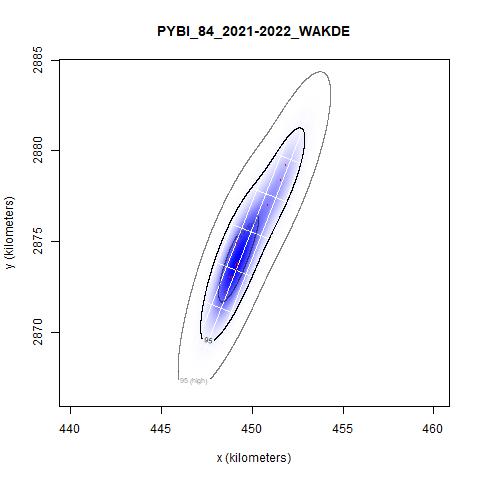 PYBI_84_2021-2022_WAKDE
2885
2880
2875
2870
y (kilometers)
95
95 (high)
440 445 450 455 460
x (kilometers)